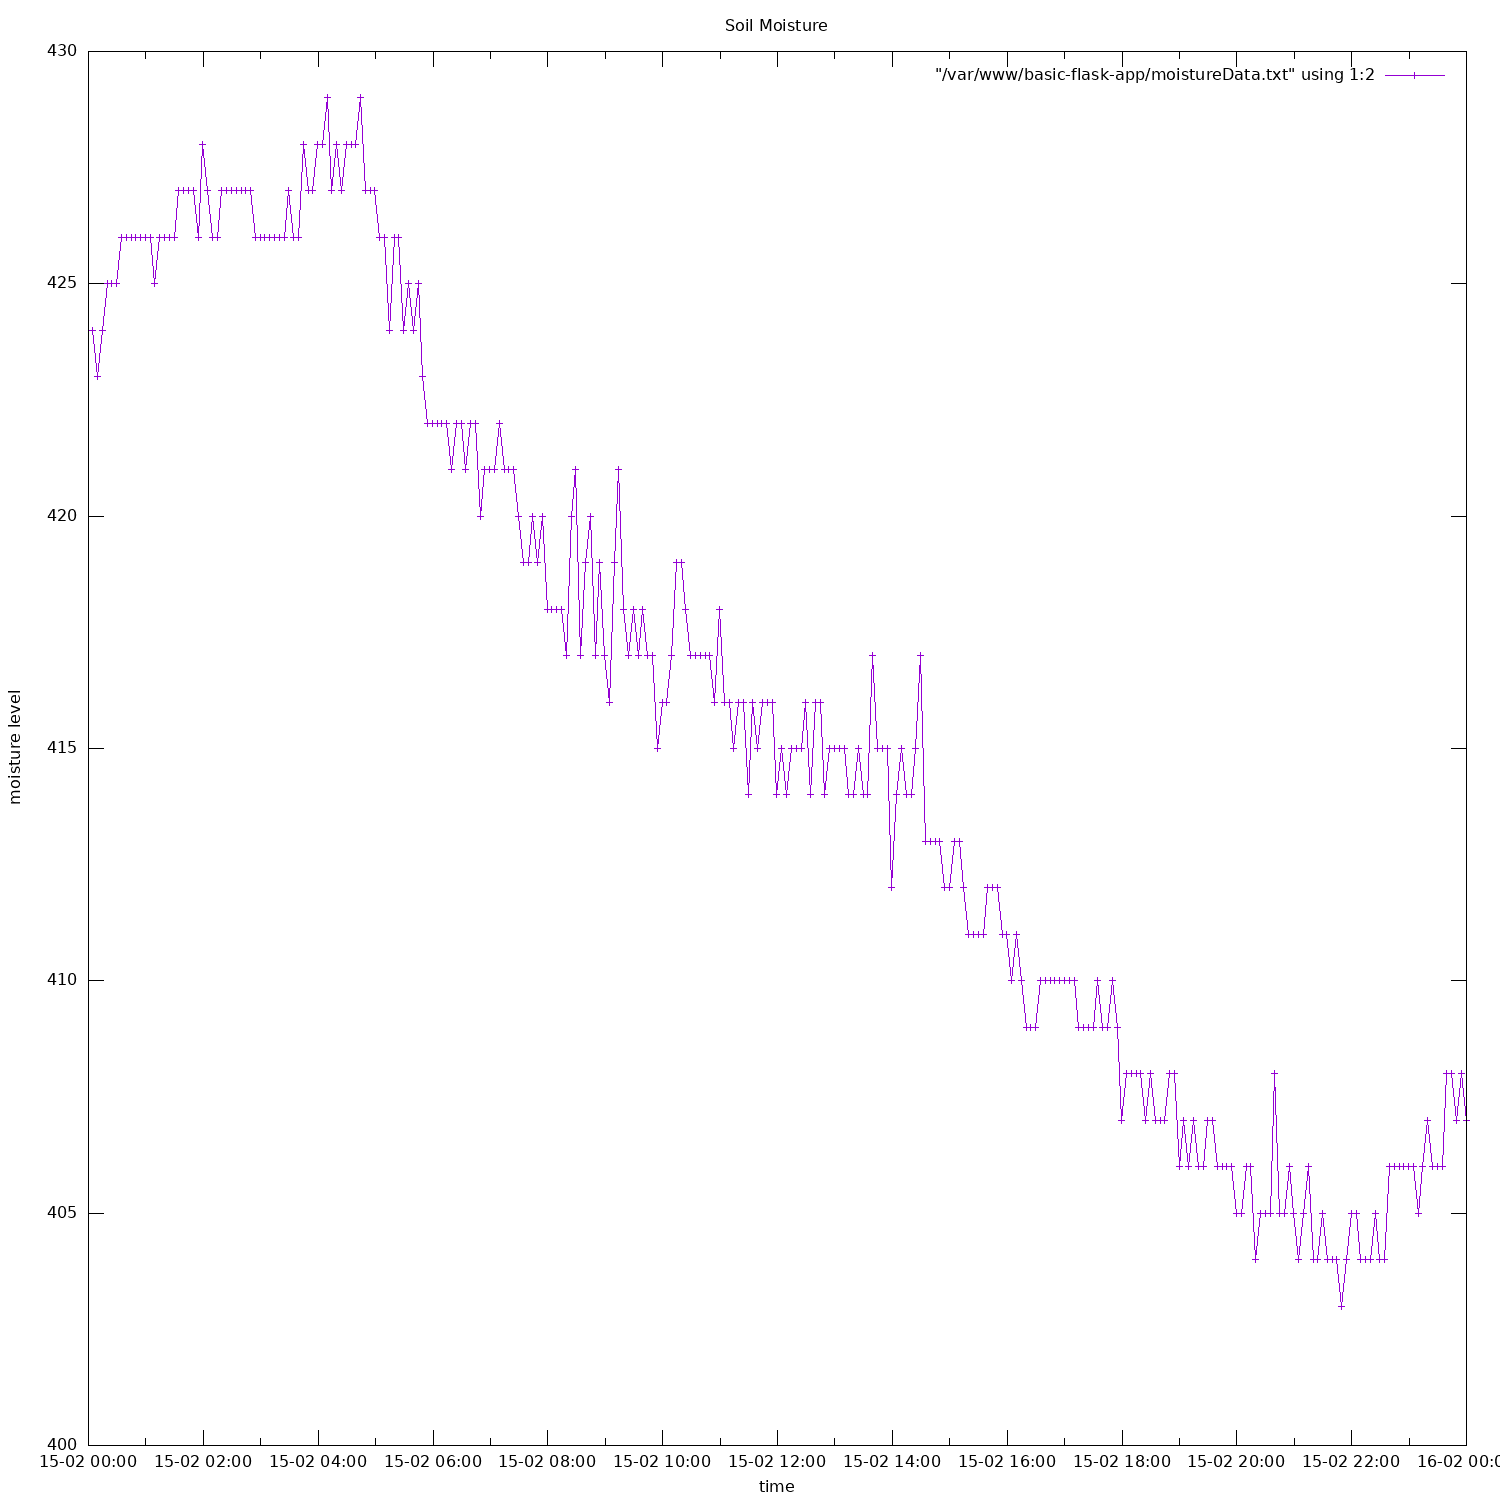 Soil Moisture
"/var/www/basic-flask-app/moistureData.txt" using 1:2
430
425
420
415
410
405
400
moisture level
15-02 00:00 15-02 02:00 15-02 04:00 15-02 06:00 15-02 08:00 15-02 10:00 15-02 12:00 15-02 14:00 15-02 16:00 15-02 18:00 15-02 20:00 15-02 22:00 16-02 00:0
time